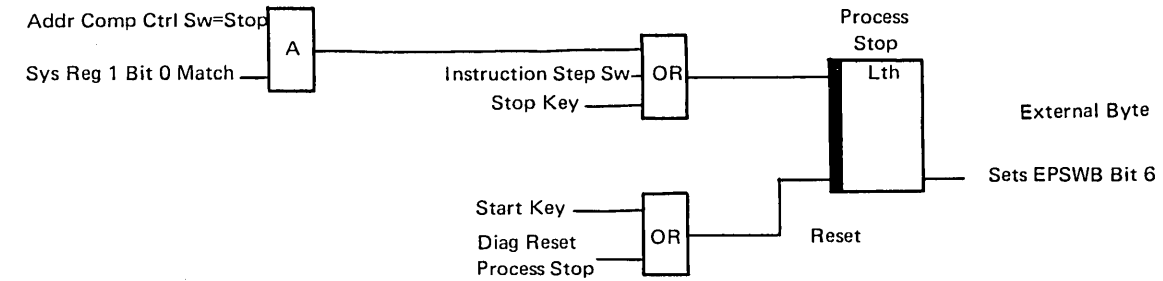 Addr Comp Ctrl Sw=Stop
A
Sys Reg 1 Bit 0 Match
Instruction Step Sw
OR
Stop Key
Process
Stop
Lth
External Byte
Sets EPSWB Bit 6
Start Key
OR
Diag Reset
Process Stop
Reset